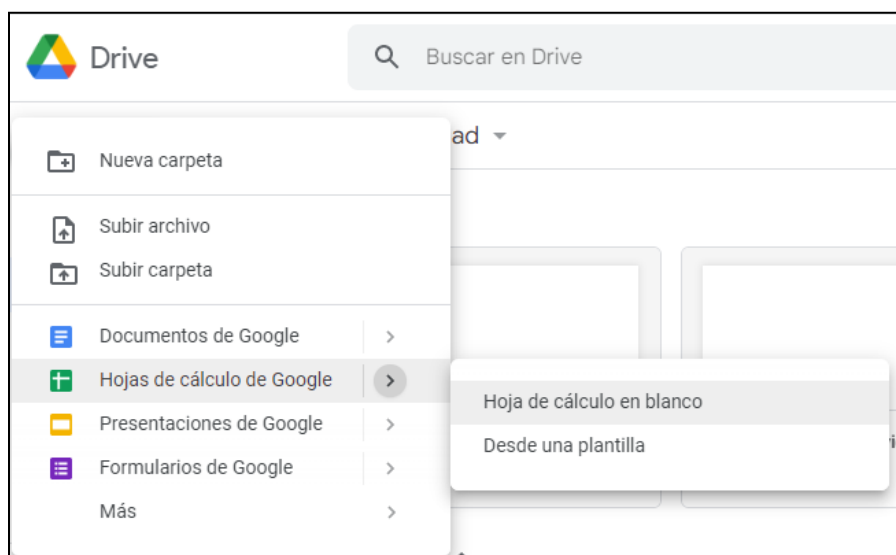 Drive
Buscar en Drive
ad
Nueva carpeta
Subir archivo
Subir carpeta
Documentos de Google
Hojas de cálculo de Google
Presentaciones de Google
Formularios de Google
Más
Hoja de cálculo en blanco
Desde una plantilla